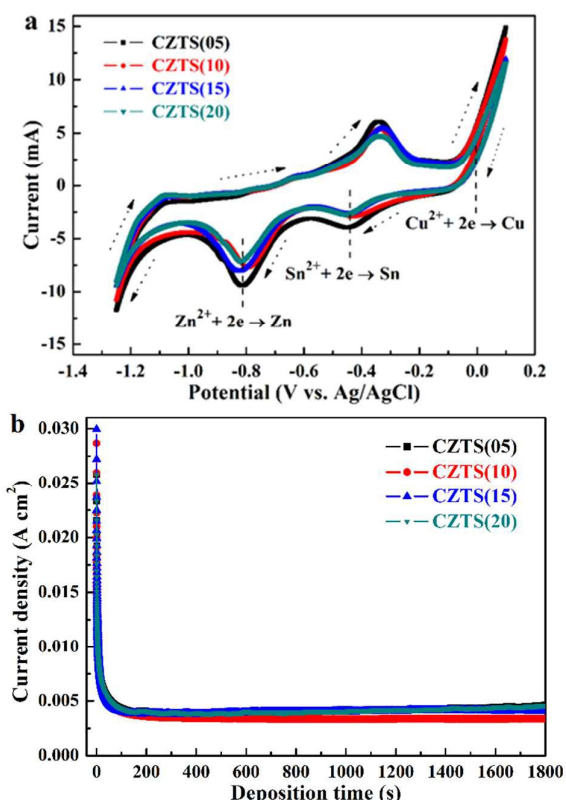 a
15
10
5
0
-5
-10
-15
CZTS(05)
CZTS(10)
CZTS(15)
CZTS(20)
Current (mA)
Cu²⁺+ 2e → Cu
Sn²⁺+ 2e → Sn
Zn²⁺+ 2e → Zn
-1.4 -1.2 -1.0 -0.8 -0.6 -0.4 -0.2 0.0 0.2
Potential (V vs. Ag/AgCl)
b
0.030
0.025
0.020
0.015
0.010
0.005
0.000
CZTS(05)
CZTS(10)
CZTS(15)
CZTS(20)
Current density (A cm²)
0 200 400 600 800 1000 1200 1400 1600 1800
Deposition time (s)